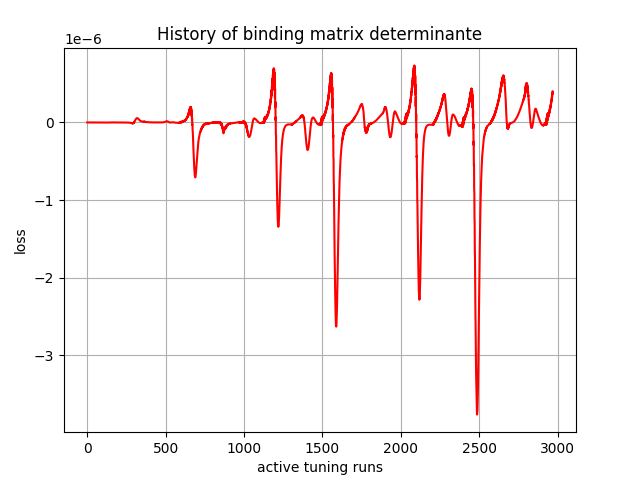 History of binding matrix determinante
1e−6
0
−1
−2
−3
loss
0 500 1000 1500 2000 2500 3000
active tuning runs